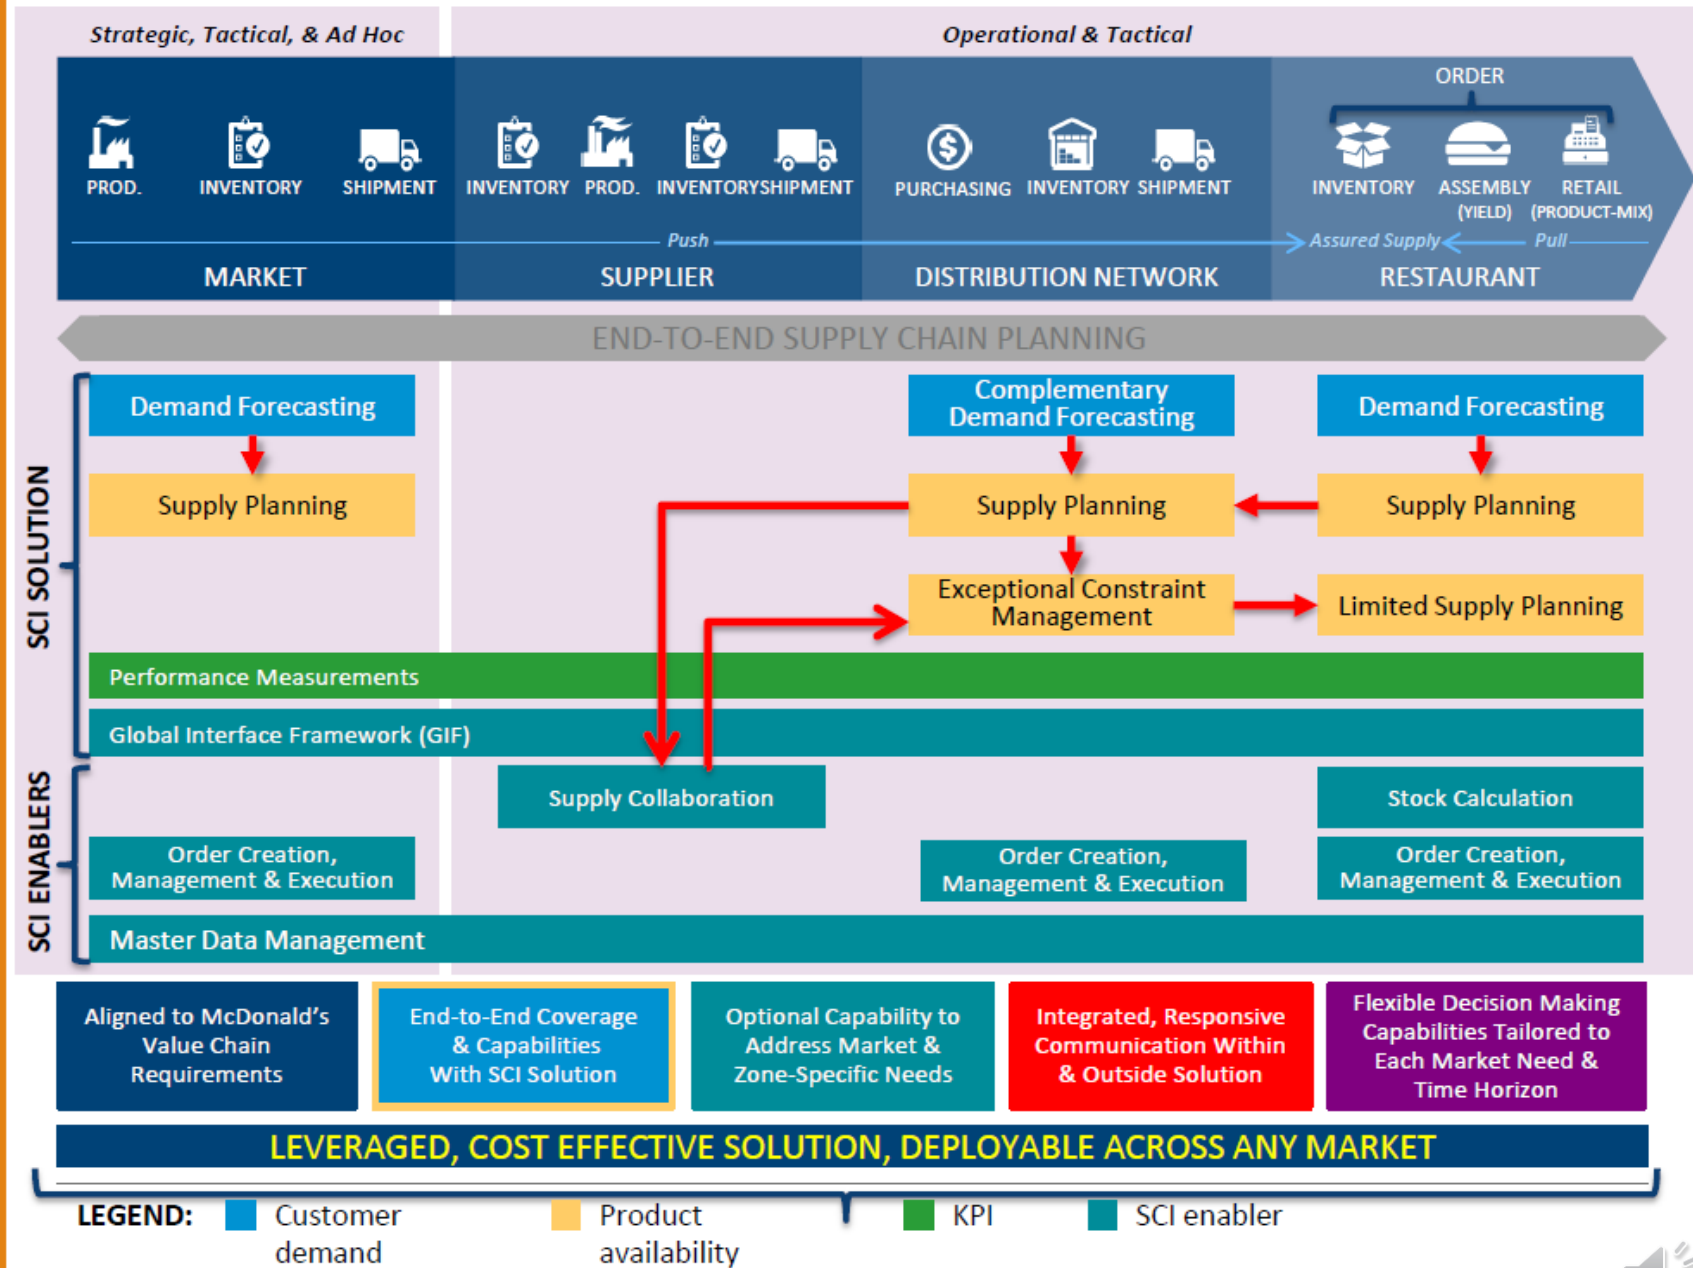 Strategic, Tactical, & Ad Hoc
Operational & Tactical
ORDER
PROD.
INVENTORY
SHIPMENT
INVENTORY
PROD.
INVENTORY
SHIPMENT
PURCHASING
INVENTORY
SHIPMENT
INVENTORY
ASSEMBLY
(YIELD)
RETAIL
(PRODUCT-MIX)
Push
Assured Supply
Pull
MARKET
SUPPLIER
DISTRIBUTION NETWORK
RESTAURANT
END-TO-END SUPPLY CHAIN PLANNING
SCI SOLUTION
Demand Forecasting
Complementary
Demand Forecasting
Demand Forecasting
Supply Planning
Supply Planning
Supply Planning
Exceptional Constraint
Management
Limited Supply Planning
Performance Measurements
Global Interface Framework (GIF)
SCI ENABLERS
Supply Collaboration
Stock Calculation
Order Creation,
Management & Execution
Order Creation,
Management & Execution
Order Creation,
Management & Execution
Master Data Management
Aligned to McDonald's
Value Chain
Requirements
End-to-End Coverage
& Capabilities
With SCI Solution
Optional Capability to
Address Market &
Zone-Specific Needs
Integrated, Responsive
Communication Within
& Outside Solution
Flexible Decision Making
Capabilities Tailored to
Each Market Need &
Time Horizon
LEVERAGED, COST EFFECTIVE SOLUTION, DEPLOYABLE ACROSS ANY MARKET
LEGEND:
Customer
demand
Product
availability
KPI
SCI enabler